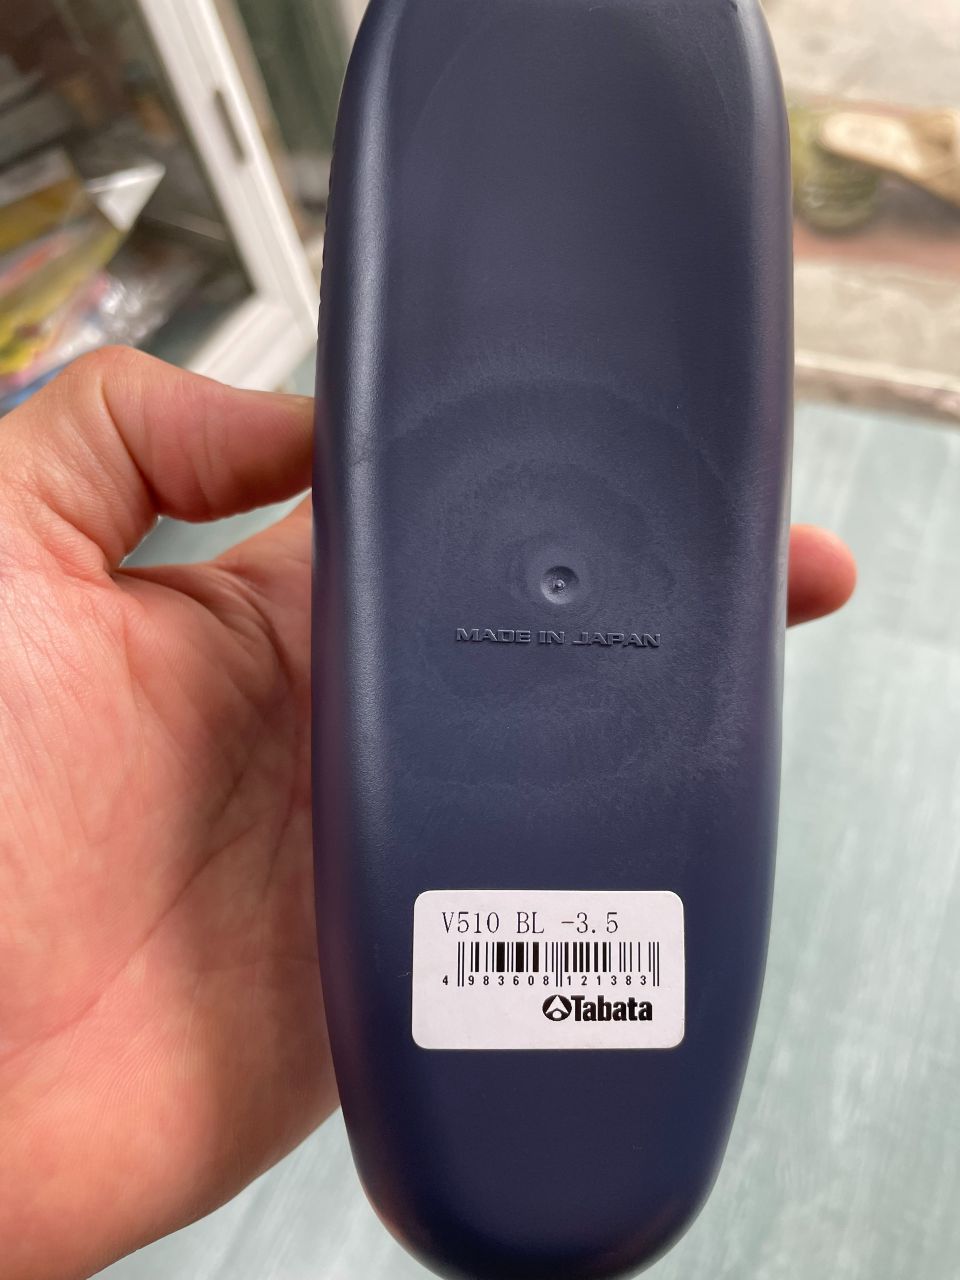 MADE IN JAPAN
V510 BL -3.5
4 983608 121383
Tabata